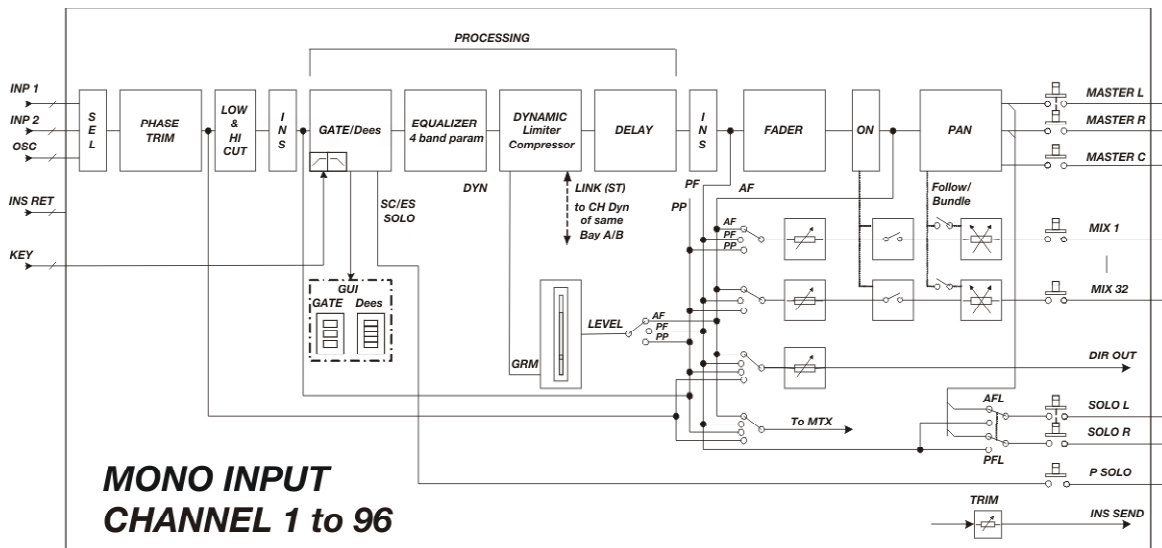 PROCESSING
INP 1
INP 2
OSC
INS RET
KEY
SEL
PHASE
TRIM
LOW
&
HI
CUT
INS
GATE/Dees
EQUALIZER
4 band param
DYNAMIC
Limiter
Compressor
DELAY
INS
FADER
ON
PAN
MASTER L
MASTER R
MASTER C
SC/ES
SOLO
DYN
LINK (ST)
to CH Dyn
of same
Bay A/B
PF
PP
AF
Follow/
Bundle
AF
PF
PP
MIX 1
MIX 32
GUI
GATE Dees
GRM
LEVEL
AF
PF
PP
DIR OUT
To MTX
AFL
PFL
SOLO L
SOLO R
P SOLO
TRIM
INS SEND
MONO INPUT
CHANNEL 1 to 96